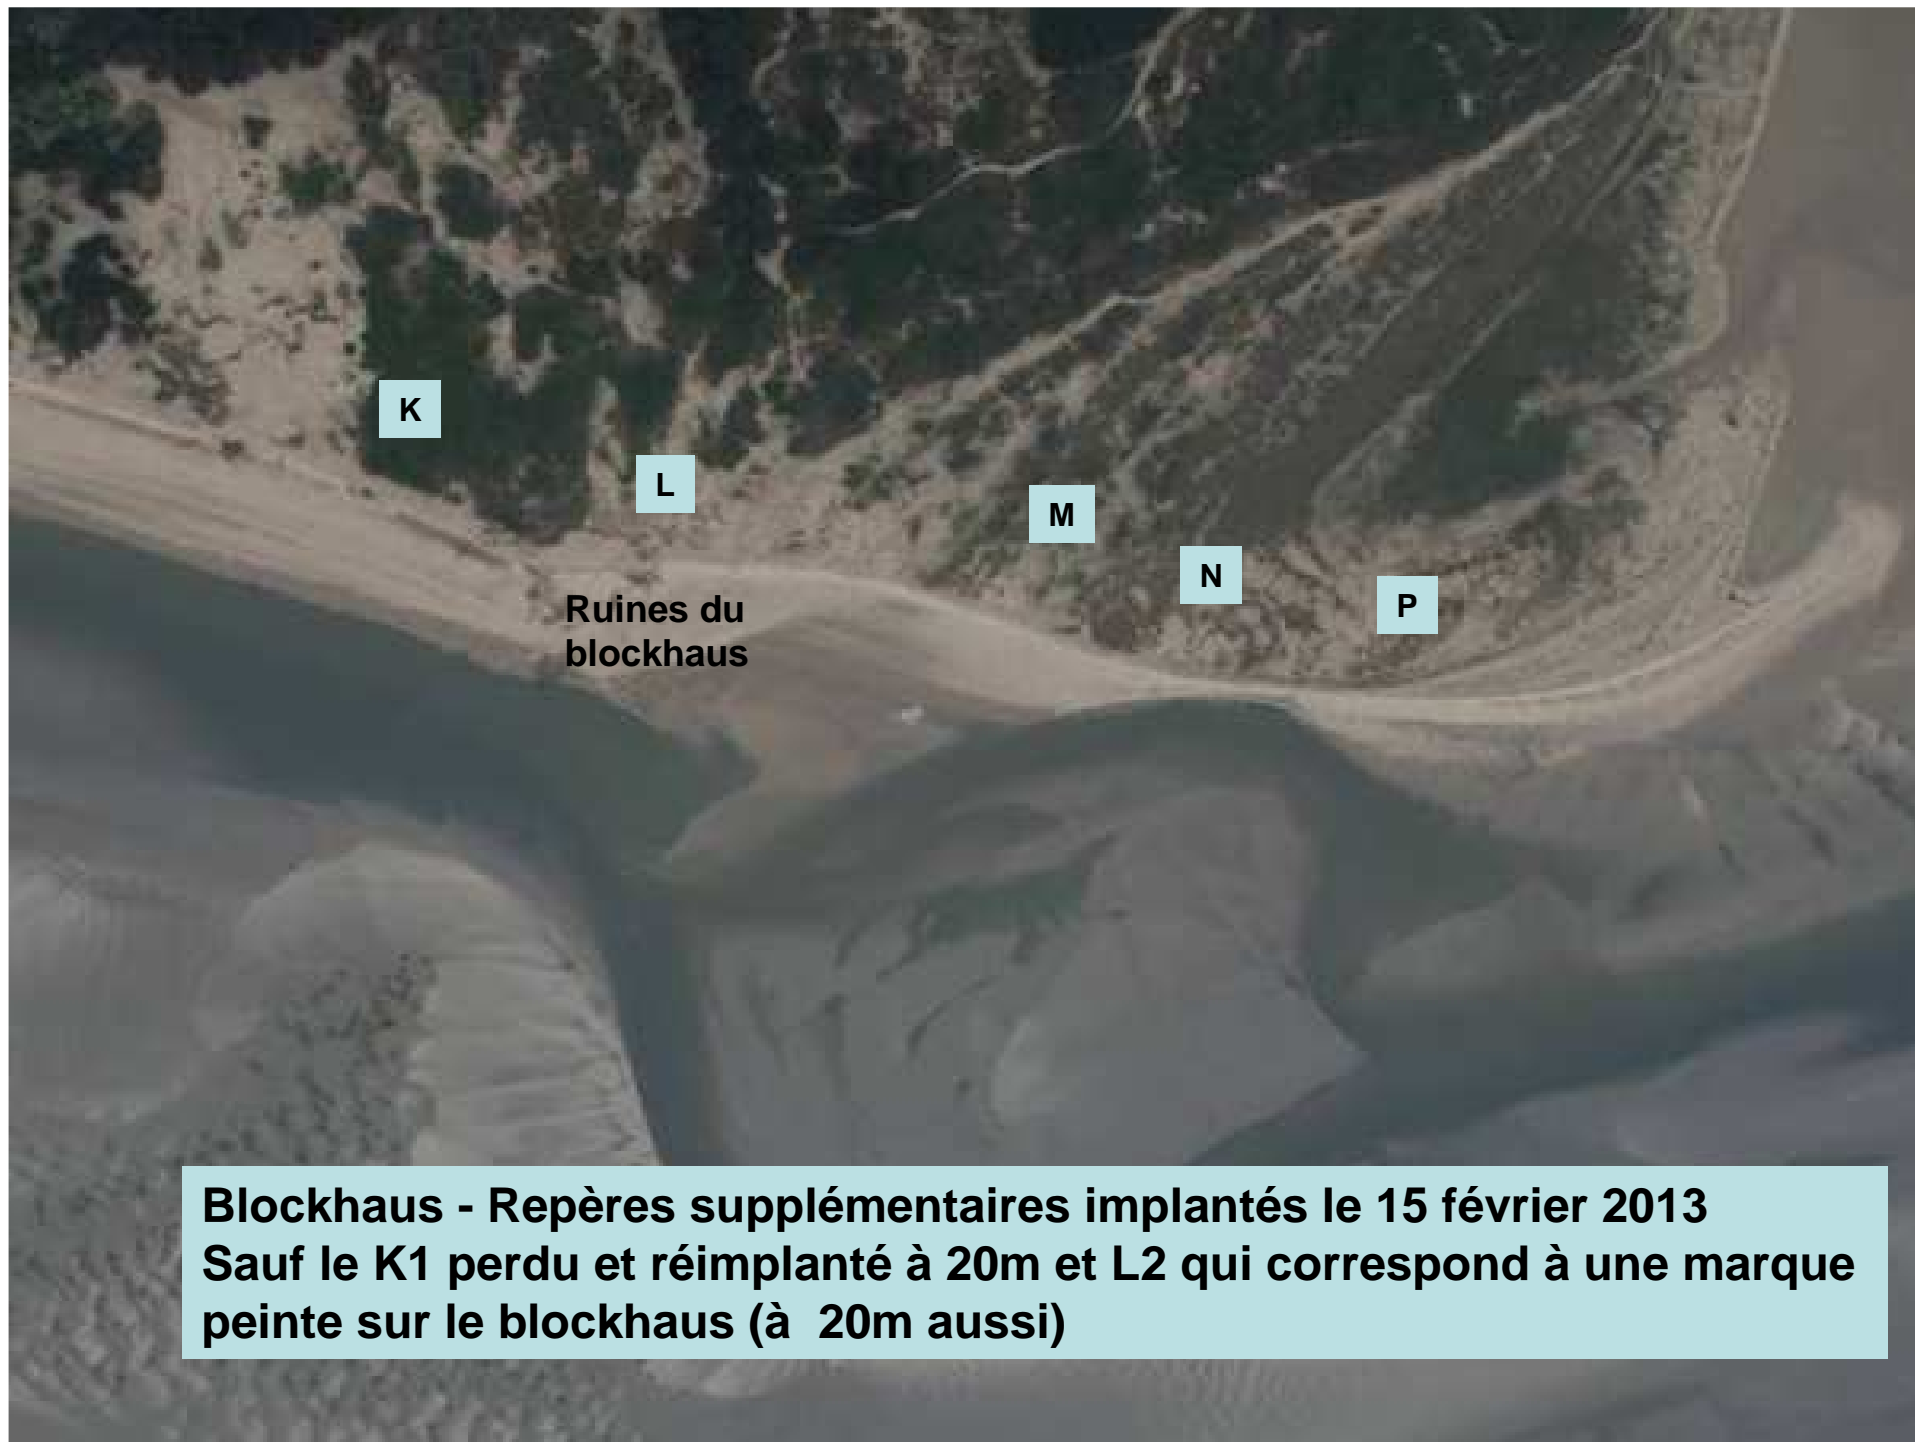 K
L
M
N
P
Ruines du
blockhaus
Blockhaus - Repères supplémentaires implantés le 15 février 2013
Sauf le K1 perdu et réimplanté à 20m et L2 qui correspond à une marque
peinte sur le blockhaus (à  20m aussi)